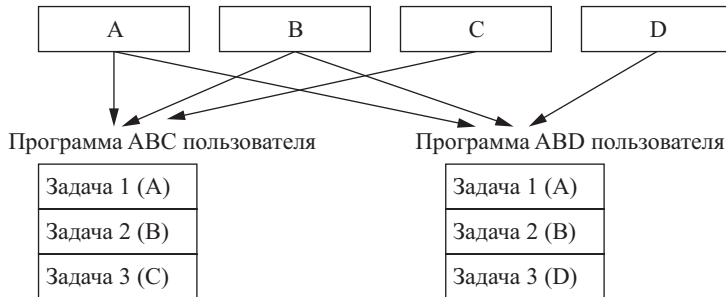 A B C D
Программа ABC пользователя Программа ABD пользователя
Задача 1 (A) Задача 1 (A)
Задача 2 (B) Задача 2 (B)
Задача 3 (C) Задача 3 (D)